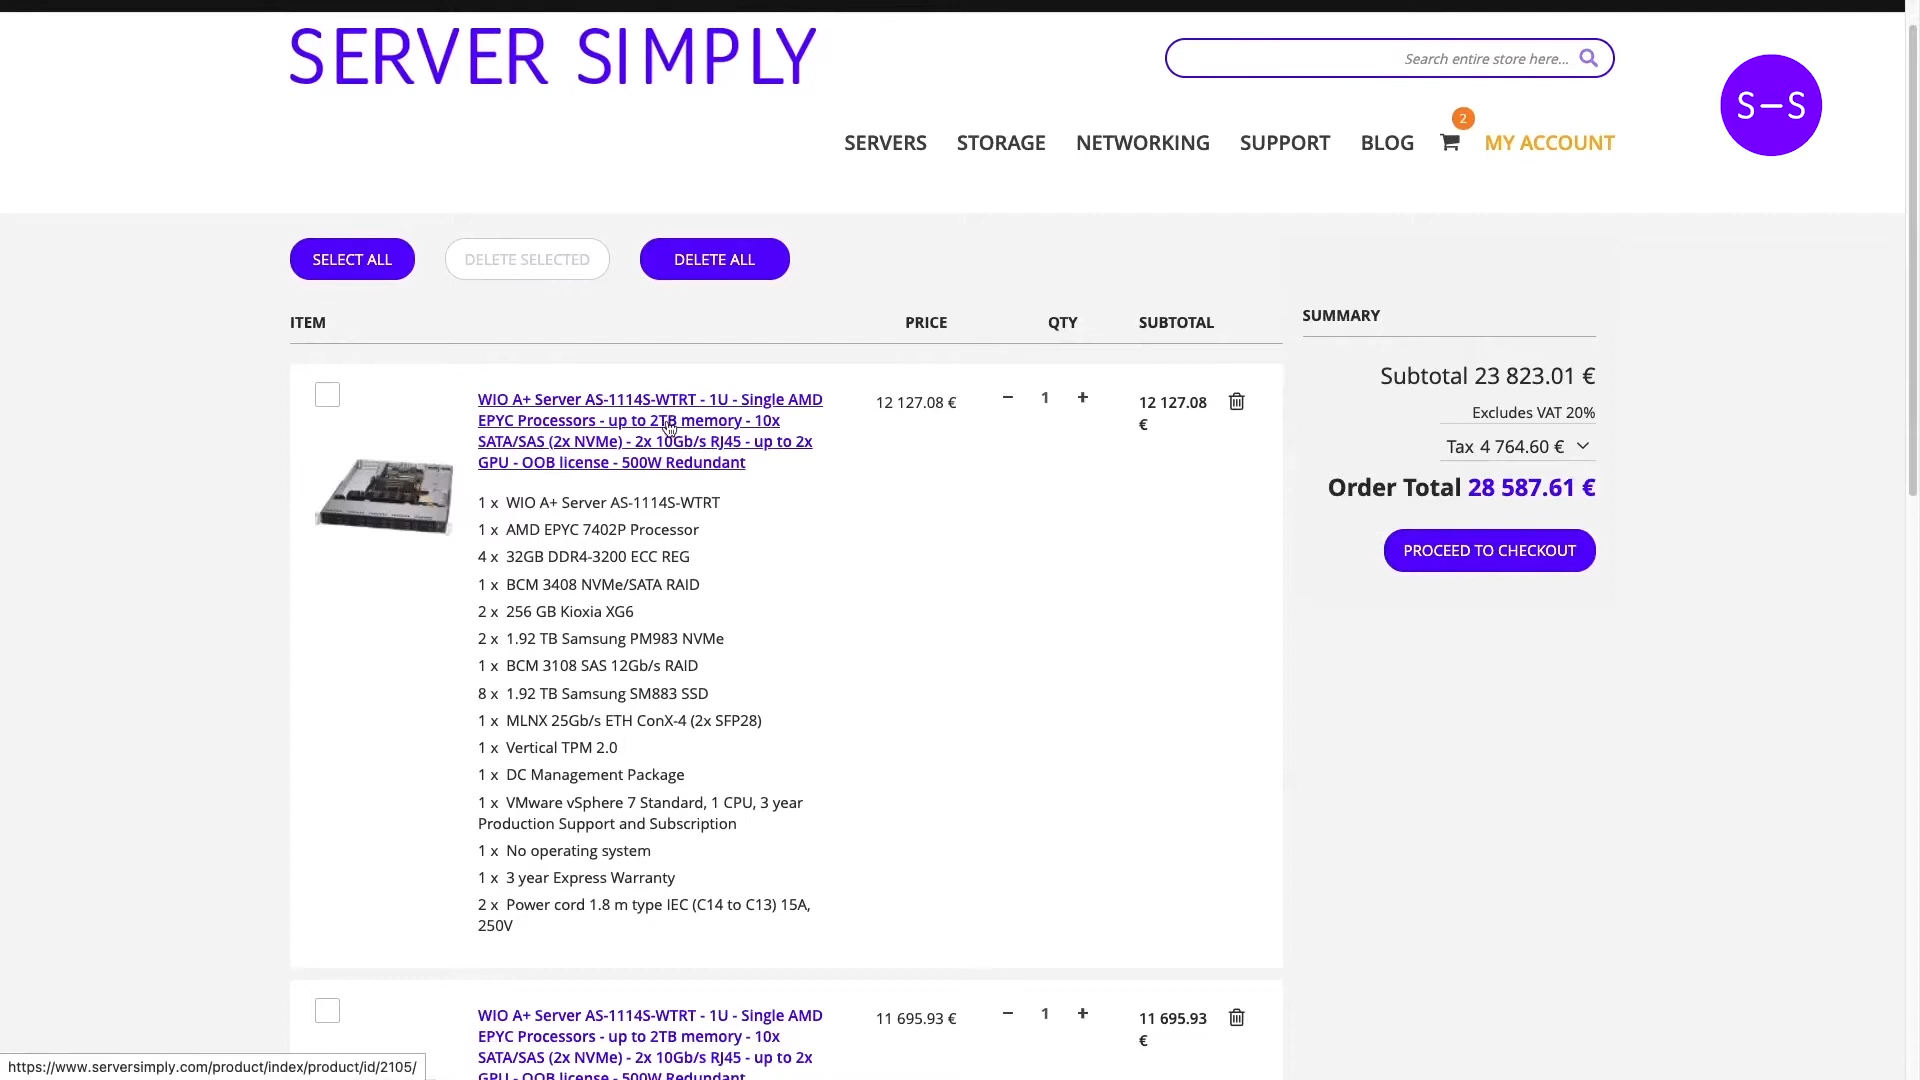 SERVER SIMPLY
Search entire store here...
S–S
SERVERS
STORAGE
NETWORKING
SUPPORT
BLOG
2
MY ACCOUNT
SELECT ALL
DELETE SELECTED
DELETE ALL
ITEM
PRICE
QTY
SUBTOTAL
WIO A+ Server AS-1114S-WTRT - 1U - Single AMD
EPYC Processors - up to 2TB memory - 10x
SATA/SAS (2x NVMe) - 2x 10Gb/s RJ45 - up to 2x
GPU - OOB license - 500W Redundant
12 127.08 €
− 1 +
12 127.08
€
1 x WIO A+ Server AS-1114S-WTRT
1 x AMD EPYC 7402P Processor
4 x 32GB DDR4-3200 ECC REG
1 x BCM 3408 NVMe/SATA RAID
2 x 256 GB Kioxia XG6
2 x 1.92 TB Samsung PM983 NVMe
1 x BCM 3108 SAS 12Gb/s RAID
8 x 1.92 TB Samsung SM883 SSD
1 x MLNX 25Gb/s ETH ConX-4 (2x SFP28)
1 x Vertical TPM 2.0
1 x DC Management Package
1 x VMware vSphere 7 Standard, 1 CPU, 3 year
Production Support and Subscription
1 x No operating system
1 x 3 year Express Warranty
2 x Power cord 1.8 m type IEC (C14 to C13) 15A,
250V
WIO A+ Server AS-1114S-WTRT - 1U - Single AMD
EPYC Processors - up to 2TB memory - 10x
SATA/SAS (2x NVMe) - 2x 10Gb/s RJ45 - up to 2x
GPU - OOB license - 500W Redundant
11 695.93 €
− 1 +
11 695.93
€
SUMMARY
Subtotal 23 823.01 €
Excludes VAT 20%
Tax 4 764.60 €
Order Total 28 587.61 €
PROCEED TO CHECKOUT
https://www.serversimply.com/product/index/product/id/2105/